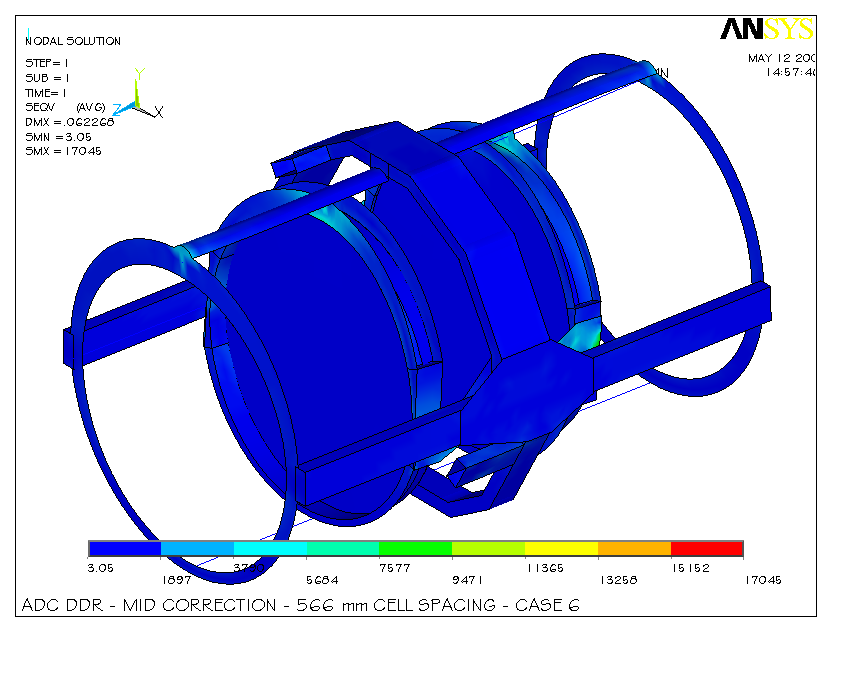 ANSYS
NODAL SOLUTION
MAY 12 200
14:57:4
STEP=1
SUB =1
TIME=1
SEQV (AVG)
DMX =.062268
SMN =3.05
SMX =17045
Y
Z
X
3.05
1897
5684
7577
9471
11365
13258
15152
17045
ADC DDR - MID CORRECTION - 566 mm CELL SPACING - CASE 6